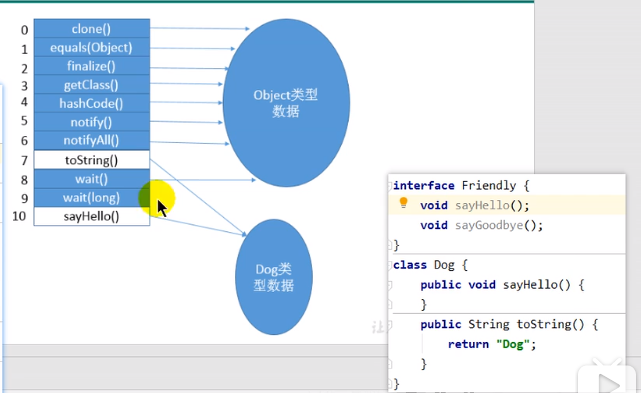 0 clone()
1 equals(Object)
2 finalize()
3 getClass()
4 hashCode()
5 notify()
6 notifyAll()
7 toString()
8 wait()
9 wait(long)
10 sayHello()
Object类型
数据
Dog类
型数据
interface Friendly {
void sayHello();
void sayGoodbye();
}
class Dog {
public void sayHello() {
}
public String toString() {
return "Dog";
}
}
让